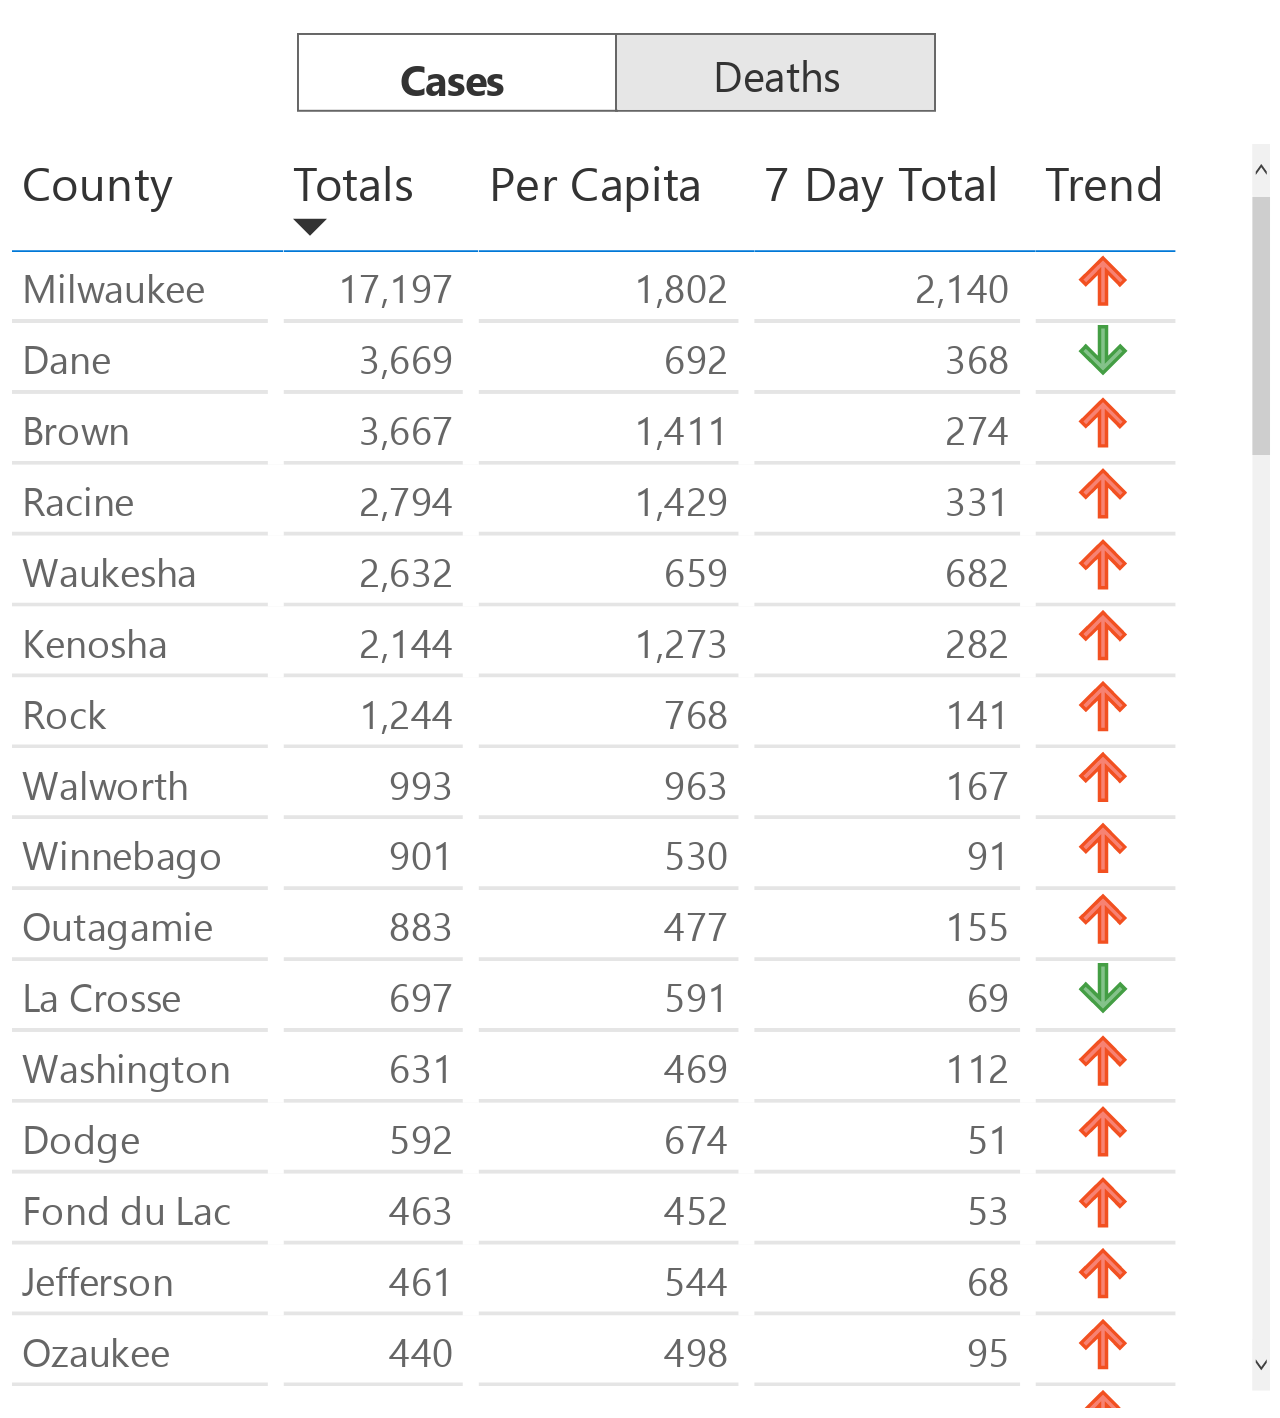 Cases Deaths
County Totals Per Capita 7 Day Total Trend
Milwaukee 17,197 1,802 2,140
Dane 3,669 692 368
Brown 3,667 1,411 274
Racine 2,794 1,429 331
Waukesha 2,632 659 682
Kenosha 2,144 1,273 282
Rock 1,244 768 141
Walworth 993 963 167
Winnebago 901 530 91
Outagamie 883 477 155
La Crosse 697 591 69
Washington 631 469 112
Dodge 592 674 51
Fond du Lac 463 452 53
Jefferson 461 544 68
Ozaukee 440 498 95